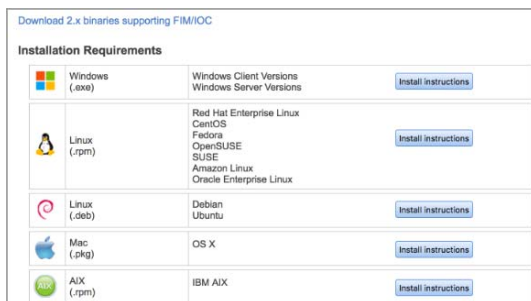 Download 2.x binaries supporting FIM/IOC
Installation Requirements
Windows
(.exe)
Windows Client Versions
Windows Server Versions
Install instructions
Linux
(.rpm)
Red Hat Enterprise Linux
CentOS
Fedora
OpenSUSE
SUSE
Amazon Linux
Oracle Enterprise Linux
Install instructions
Linux
(.deb)
Debian
Ubuntu
Install instructions
Mac
(.pkg)
OS X
Install instructions
AIX
AIX
(.rpm)
IBM AIX
Install instructions